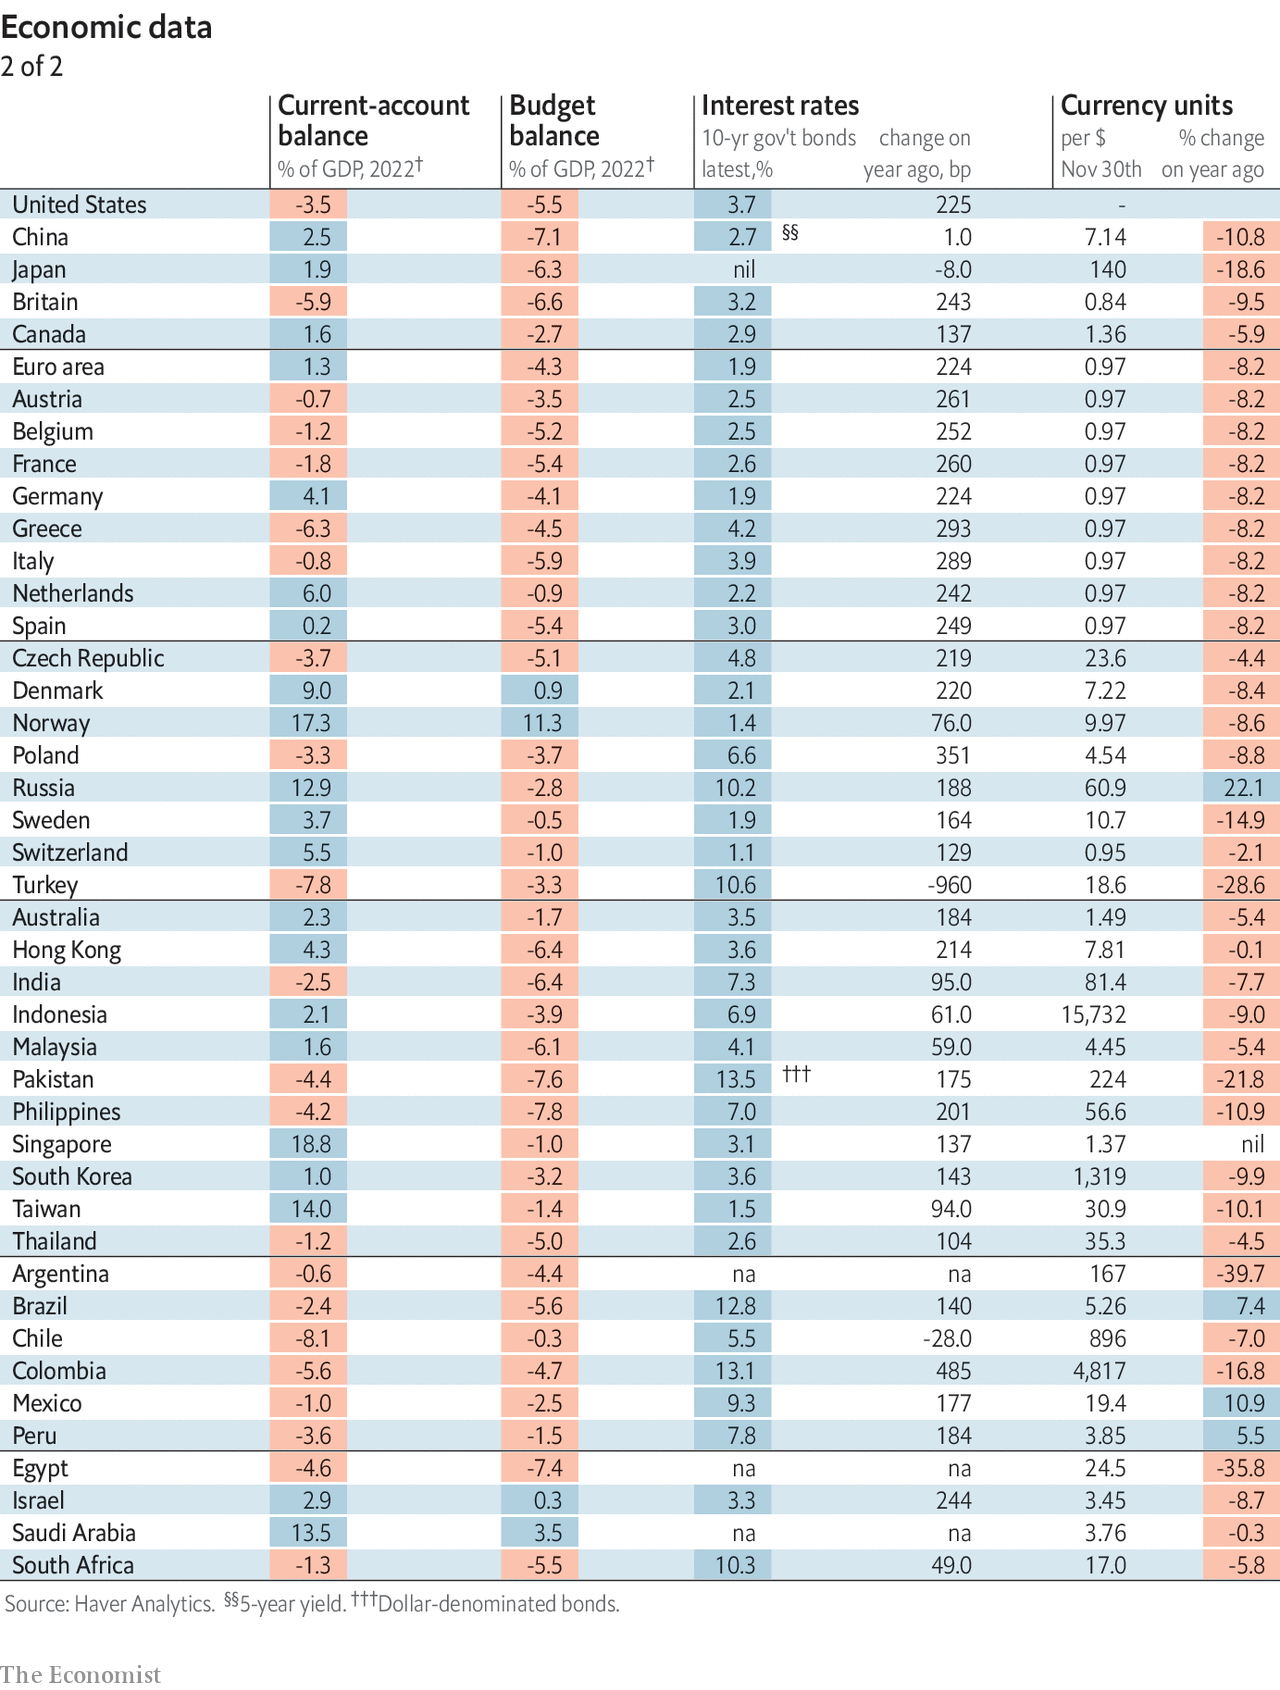 Economic data
2 of 2
Current-account balance % of GDP, 2022† Budget balance % of GDP, 2022† Interest rates 10-yr gov't bonds latest,% change on year ago, bp Currency units per $ Nov 30th % change on year ago
United States -3.5 -5.5 3.7 225 -
China 2.5 -7.1 2.7 §§ 1.0 7.14 -10.8
Japan 1.9 -6.3 nil -8.0 140 -18.6
Britain -5.9 -6.6 3.2 243 0.84 -9.5
Canada 1.6 -2.7 2.9 137 1.36 -5.9
Euro area 1.3 -4.3 1.9 224 0.97 -8.2
Austria -0.7 -3.5 2.5 261 0.97 -8.2
Belgium -1.2 -5.2 2.5 252 0.97 -8.2
France -1.8 -5.4 2.6 260 0.97 -8.2
Germany 4.1 -4.1 1.9 224 0.97 -8.2
Greece -6.3 -4.5 4.2 293 0.97 -8.2
Italy -0.8 -5.9 3.9 289 0.97 -8.2
Netherlands 6.0 -0.9 2.2 242 0.97 -8.2
Spain 0.2 -5.4 3.0 249 0.97 -8.2
Czech Republic -3.7 -5.1 4.8 219 23.6 -4.4
Denmark 9.0 0.9 2.1 220 7.22 -8.4
Norway 17.3 11.3 1.4 76.0 9.97 -8.6
Poland -3.3 -3.7 6.6 351 4.54 -8.8
Russia 12.9 -2.8 10.2 188 60.9 22.1
Sweden 3.7 -0.5 1.9 164 10.7 -14.9
Switzerland 5.5 -1.0 1.1 129 0.95 -2.1
Turkey -7.8 -3.3 10.6 -960 18.6 -28.6
Australia 2.3 -1.7 3.5 184 1.49 -5.4
Hong Kong 4.3 -6.4 3.6 214 7.81 -0.1
India -2.5 -6.4 7.3 95.0 81.4 -7.7
Indonesia 2.1 -3.9 6.9 61.0 15,732 -9.0
Malaysia 1.6 -6.1 4.1 59.0 4.45 -5.4
Pakistan -4.4 -7.6 13.5 ††† 175 224 -21.8
Philippines -4.2 -7.8 7.0 201 56.6 -10.9
Singapore 18.8 -1.0 3.1 137 1.37 nil
South Korea 1.0 -3.2 3.6 143 1,319 -9.9
Taiwan 14.0 -1.4 1.5 94.0 30.9 -10.1
Thailand -1.2 -5.0 2.6 104 35.3 -4.5
Argentina -0.6 -4.4 na na 167 -39.7
Brazil -2.4 -5.6 12.8 140 5.26 7.4
Chile -8.1 -0.3 5.5 -28.0 896 -7.0
Colombia -5.6 -4.7 13.1 485 4,817 -16.8
Mexico -1.0 -2.5 9.3 177 19.4 10.9
Peru -3.6 -1.5 7.8 184 3.85 5.5
Egypt -4.6 -7.4 na na 24.5 -35.8
Israel 2.9 0.3 3.3 244 3.45 -8.7
Saudi Arabia 13.5 3.5 na na 3.76 -0.3
South Africa -1.3 -5.5 10.3 49.0 17.0 -5.8
Source: Haver Analytics. §§5-year yield. †††Dollar-denominated bonds.
The Economist